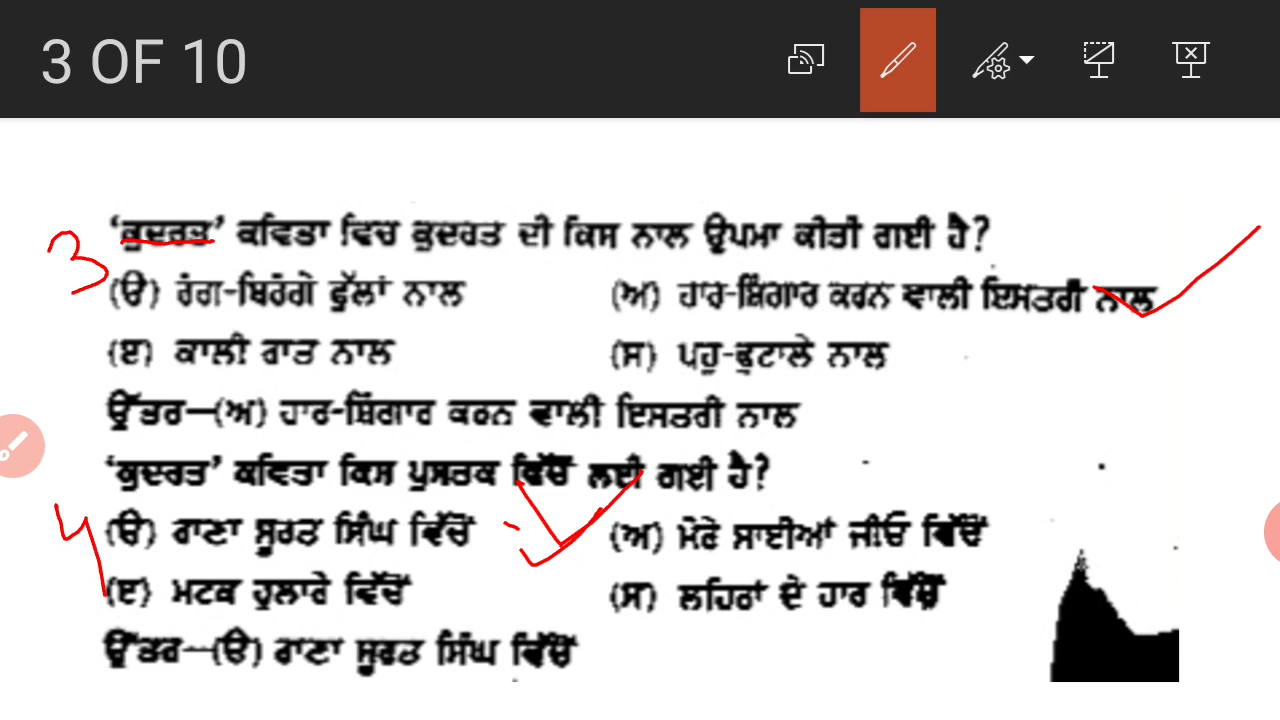 3 OF 10
3 ‘ਕੁਦਰਤ’ ਕਵਿਤਾ ਵਿਚ ਕੁਦਰਤ ਦੀ ਕਿਸ ਨਾਲ ਉਪਮਾ ਕੀਤੀ ਗਈ ਹੈ?
(ੳ) ਰੰਗ-ਬਿਰੰਗੇ ਫੁੱਲਾਂ ਨਾਲ (ਅ) ਹਾਰ-ਸ਼ਿੰਗਾਰ ਕਰਨ ਵਾਲੀ ਇਸਤਰੀ ਨਾਲ
(ੲ) ਕਾਲੀ ਰਾਤ ਨਾਲ (ਸ) ਪਹੁ-ਫੁਟਾਲੇ ਨਾਲ
ਉੱਤਰ—(ਅ) ਹਾਰ-ਸ਼ਿੰਗਾਰ ਕਰਨ ਵਾਲੀ ਇਸਤਰੀ ਨਾਲ
‘ਕੁਦਰਤ’ ਕਵਿਤਾ ਕਿਸ ਪੁਸਤਕ ਵਿੱਚੋਂ ਲਈ ਗਈ ਹੈ?
4 (ੳ) ਰਾਣਾ ਸੂਰਤ ਸਿੰਘ ਵਿੱਚੋਂ (ਅ) ਮੇਰੇ ਸਾਈਆਂ ਜੀਓ ਵਿੱਚੋਂ
(ੲ) ਮਟਕ ਹੁਲਾਰੇ ਵਿੱਚੋਂ (ਸ) ਲਹਿਰਾਂ ਦੇ ਹਾਰ ਵਿੱਚੋਂ
ਉੱਤਰ—(ੳ) ਰਾਣਾ ਸੂਰਤ ਸਿੰਘ ਵਿੱਚੋਂ